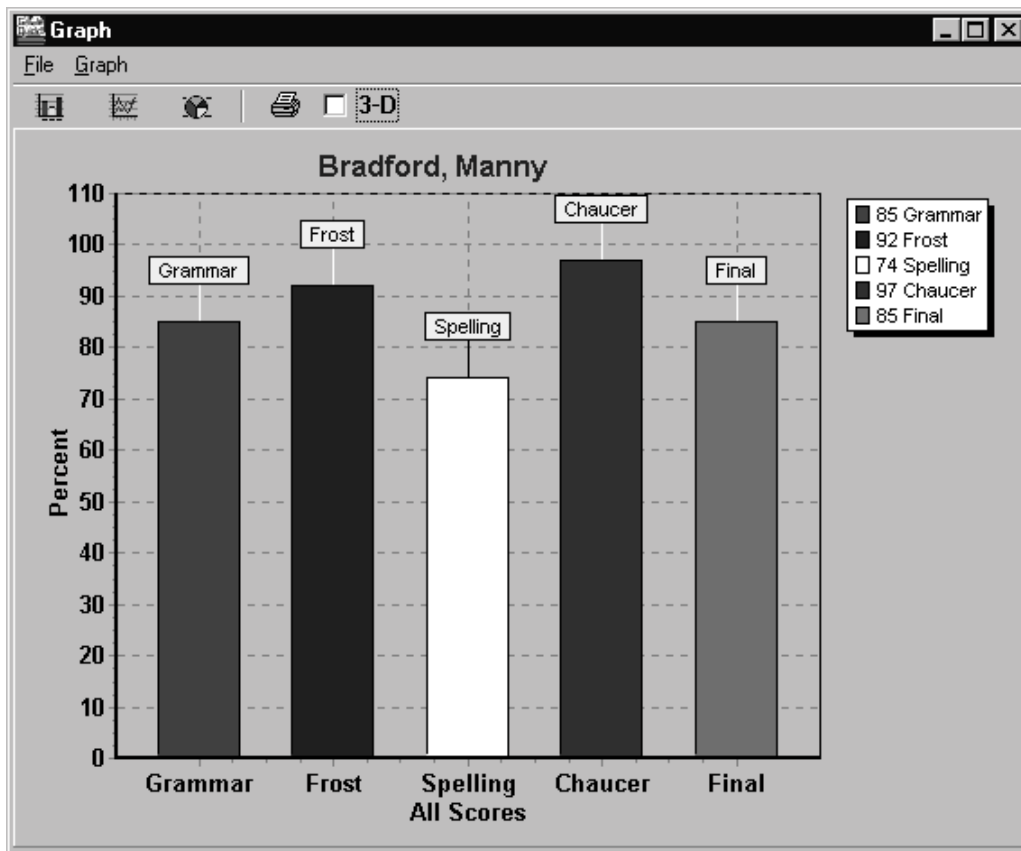 Graph
File Graph
3-D
Bradford, Manny
110
100
90
80
70
60
50
40
30
20
10
0
Percent
Grammar
Frost
Spelling
Chaucer
Final
Grammar Frost Spelling Chaucer Final
All Scores
85 Grammar
92 Frost
74 Spelling
97 Chaucer
85 Final